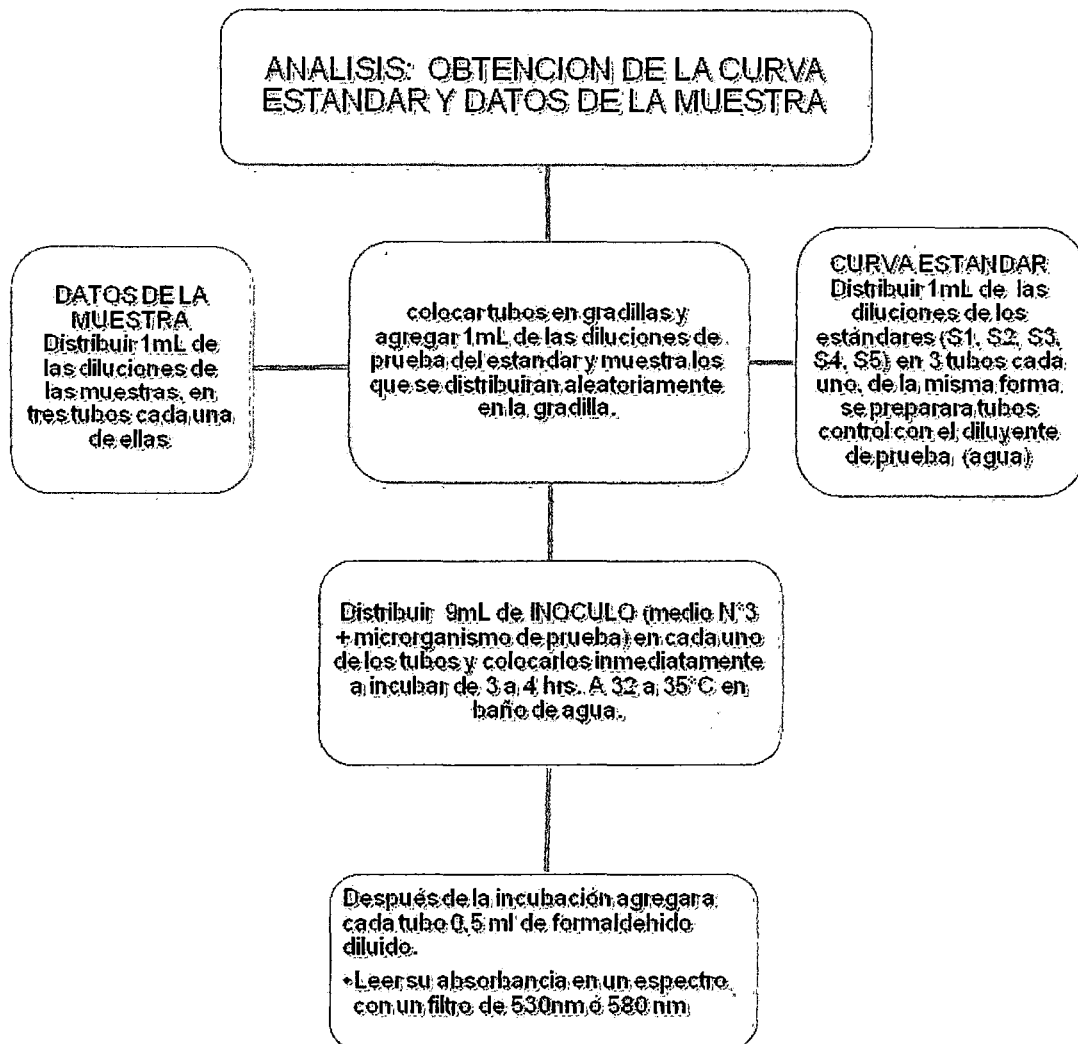 ANALISIS: OBTENCION DE LA CURVA
ESTANDAR Y DATOS DE LA MUESTRA
DATOS DE LA
MUESTRA
Distribuir 1mL de
las diluciones de
las muestras, en
tres tubos cada una
de ellas
colocar tubos en gradillas y
agregar 1mL de las diluciones de
prueba del estandar y muestra los
que se distribuiran aleatoriamente
en la gradilla.
CURVA ESTANDAR
Distribuir 1mL de las
diluciones de los
estándares (S1, S2, S3,
S4, S5) en 3 tubos cada
uno, de la misma forma
se preparara tubos
control con el diluyente
de prueba, (agua)
Distribuir 9mL de INOCULO (medio N°3
+ microrganismo de prueba) en cada uno
de los tubos y colocarlos inmediatamente
a incubar de 3 a 4 hrs. A 32 a 35°C en
baño de agua.
Después de la incubación agregara
cada tubo 0,5 ml de formaldehido
diluido.
•Leer su absorbancia en un espectro
con un filtro de 530nm ó 580 nm